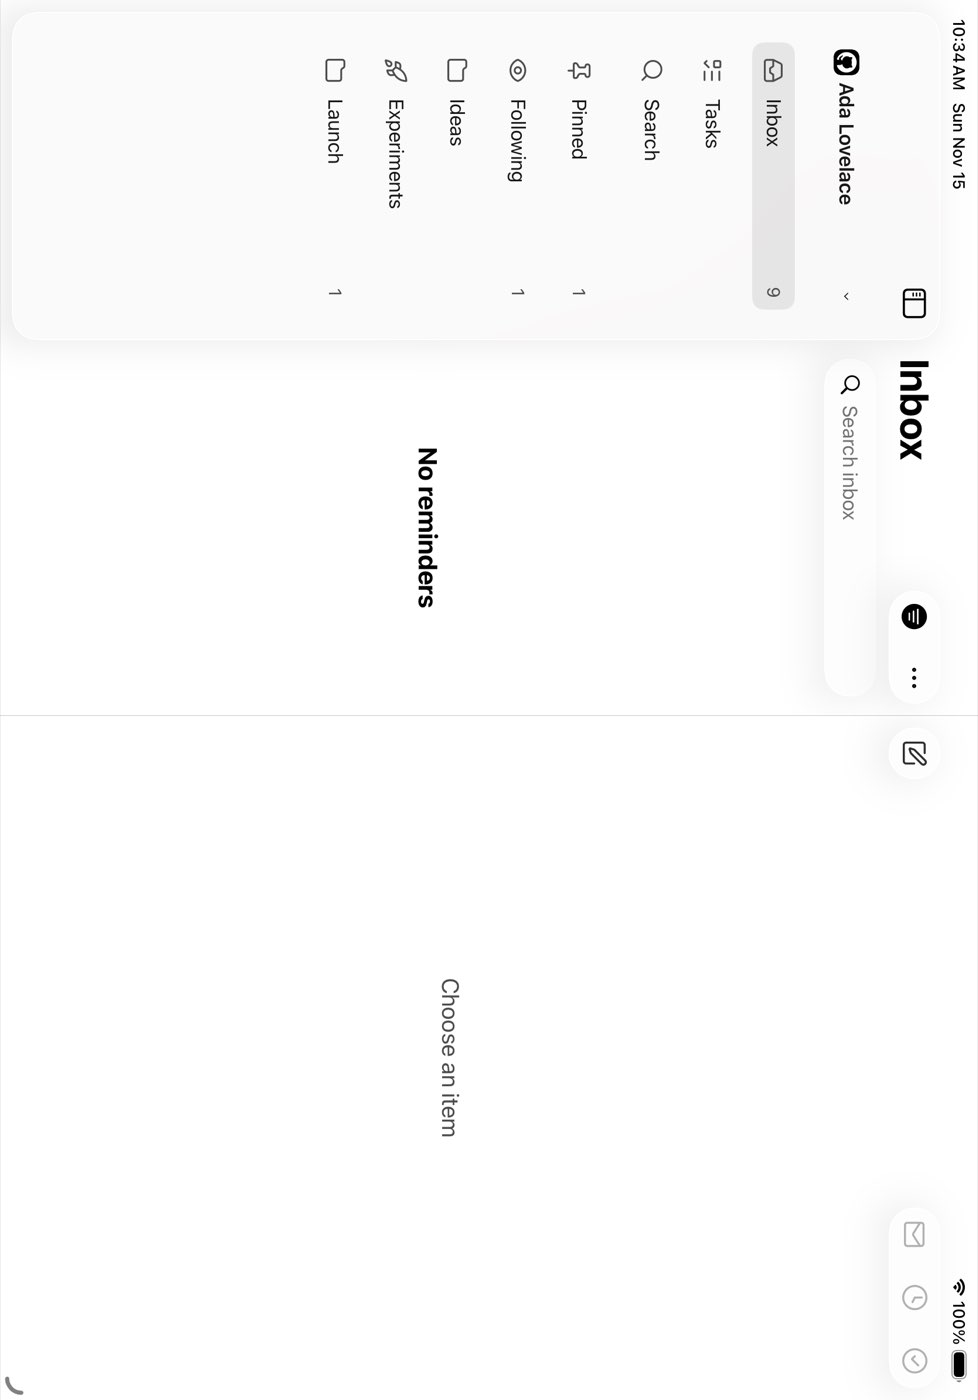 10:34 AM Sun Nov 15
100%
Ada Lovelace
Inbox 9
Tasks
Search
Pinned 1
Following 1
Ideas
Experiments
Launch 1
Inbox
Search inbox
No reminders
Choose an item